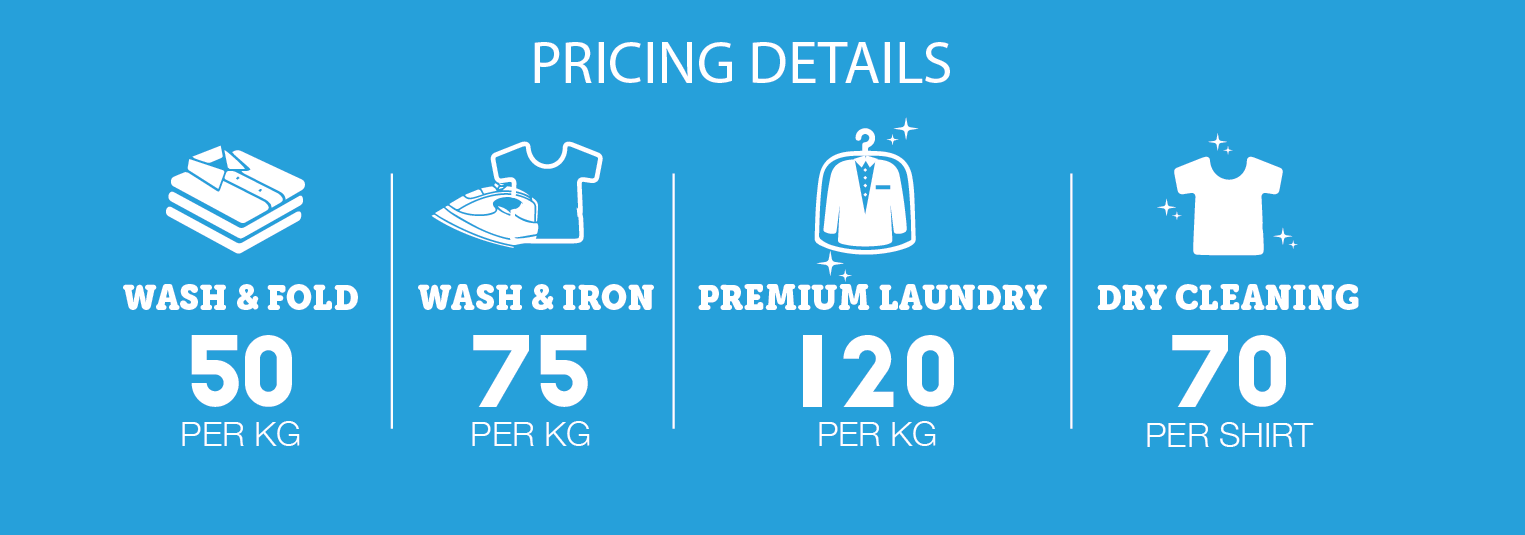 PRICING DETAILS
WASH & FOLD
50
PER KG
WASH & IRON
75
PER KG
PREMIUM LAUNDRY
120
PER KG
DRY CLEANING
70
PER SHIRT